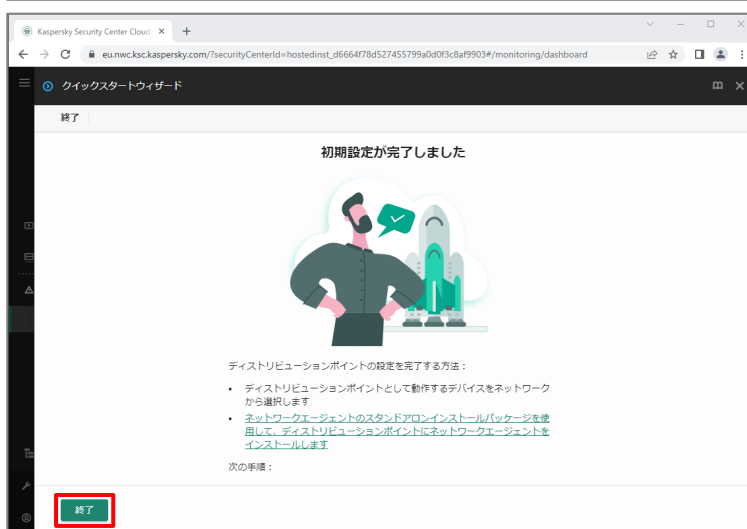 Kaspersky Security Center Cloud
eu.nwc.ksc.kaspersky.com/?securityCenterId=hostedinst_d6664f78d527455799a0d0f3c8af9903#/monitoring/dashboard
クイックスタートウィザード
終了
初期設定が完了しました
ディストリビューションポイントの設定を完了する方法：
• ディストリビューションポイントとして動作するデバイスをネットワーク
から選択します
• ネットワークエージェントのスタンドアロンインストールパッケージを使
用して、ディストリビューションポイントにネットワークエージェントを
インストールします
次の手順：
終了